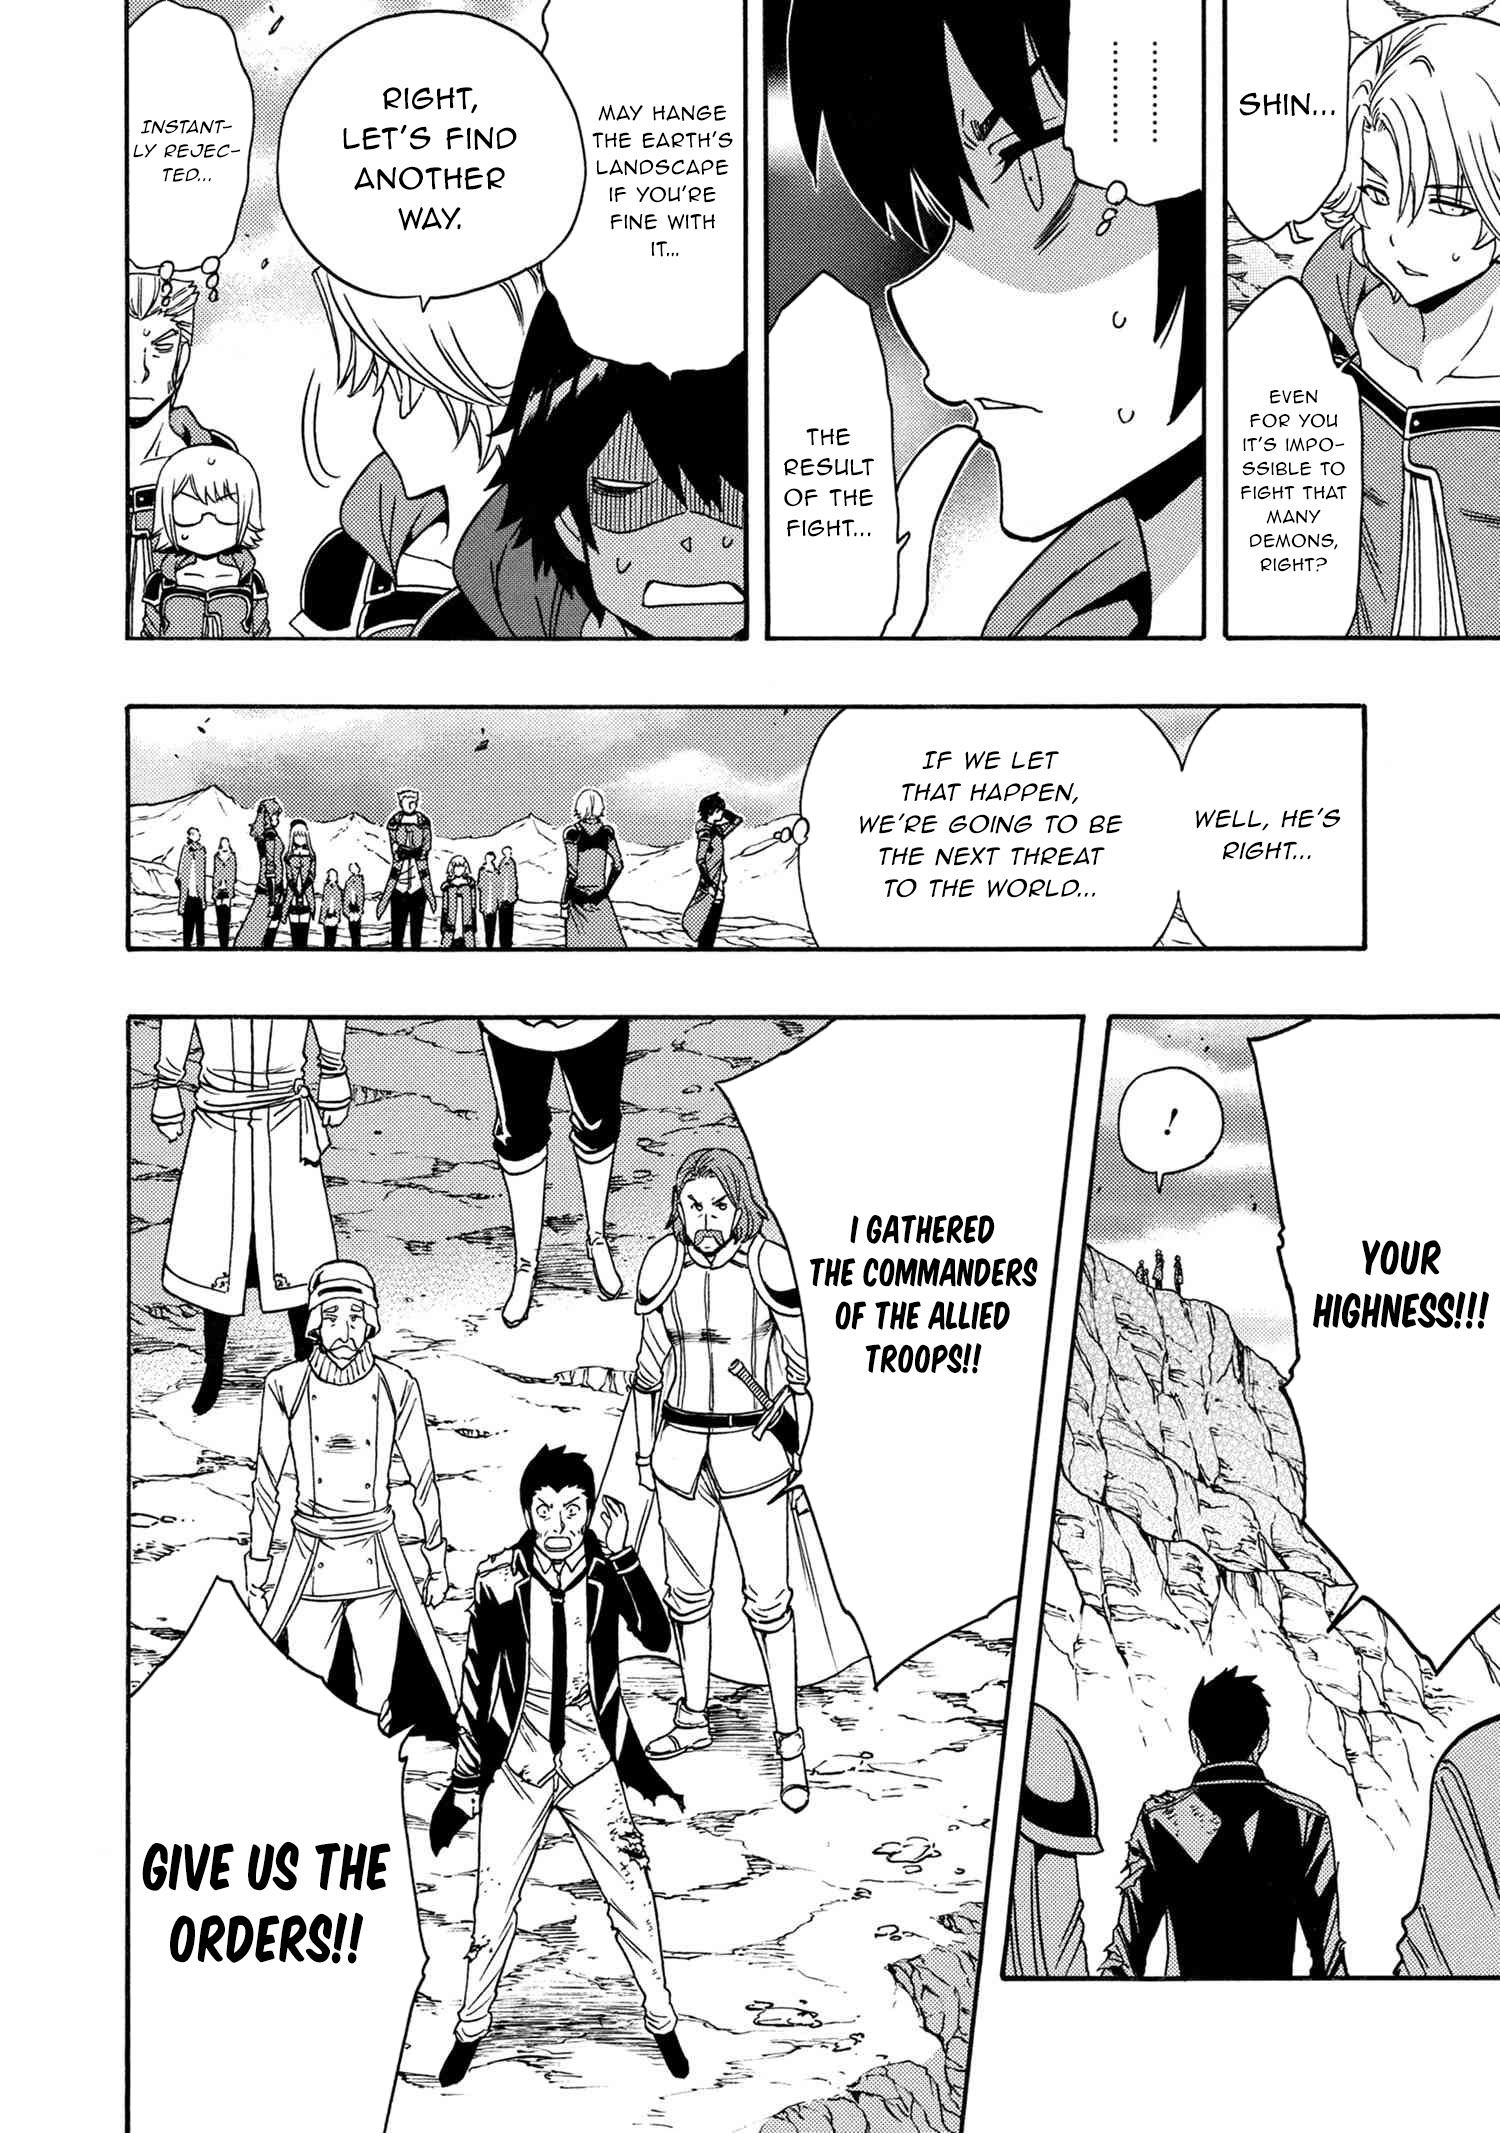 SHIN...
EVEN
FOR YOU
IT'S IMPO-
SSIBLE TO
FIGHT THAT
MANY
DEMONS,
RIGHT?
...........
...........
THE
RESULT
OF THE
FIGHT...
MAY HANGE
THE EARTH'S
LANDSCAPE
IF YOU'RE
FINE WITH
IT...
RIGHT,
LET'S FIND
ANOTHER
WAY.
INSTANT-
LY REJEC-
TED...
WELL, HE'S
RIGHT...
IF WE LET
THAT HAPPEN,
WE'RE GOING TO BE
THE NEXT THREAT
TO THE WORLD...
YOUR
HIGHNESS!!!
!
I GATHERED
THE COMMANDERS
OF THE ALLIED
TROOPS!!
GIVE US THE
ORDERS!!